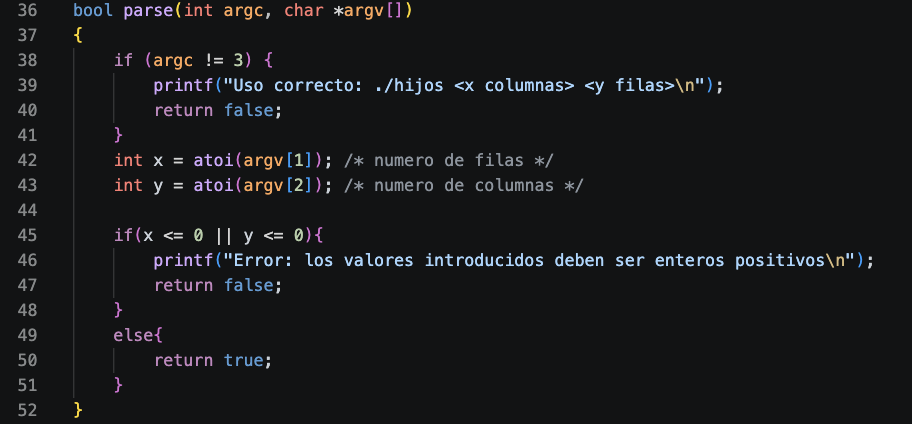 36 bool parse(int argc, char *argv[])
37 {
38     if (argc != 3) {
39         printf("Uso correcto: ./hijos <x columnas> <y filas>\n");
40         return false;
41     }
42     int x = atoi(argv[1]); /* numero de filas */
43     int y = atoi(argv[2]); /* numero de columnas */
44
45     if(x <= 0 || y <= 0){
46         printf("Error: los valores introducidos deben ser enteros positivos\n");
47         return false;
48     }
49     else{
50         return true;
51     }
52 }